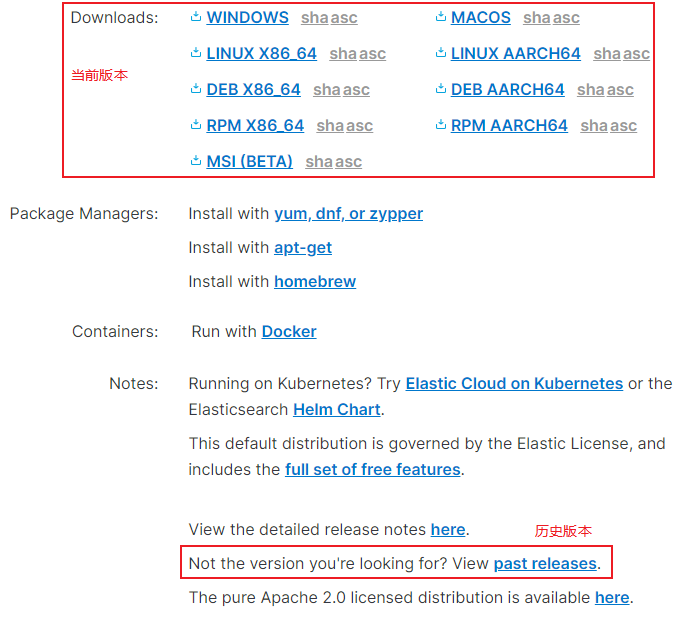 Downloads: WINDOWS sha asc MACOS sha asc
LINUX X86_64 sha asc LINUX AARCH64 sha asc
当前版本
DEB X86_64 sha asc DEB AARCH64 sha asc
RPM X86_64 sha asc RPM AARCH64 sha asc
MSI (BETA) sha asc
Package Managers: Install with yum, dnf, or zypper
Install with apt-get
Install with homebrew
Containers: Run with Docker
Notes: Running on Kubernetes? Try Elastic Cloud on Kubernetes or the
Elasticsearch Helm Chart.
This default distribution is governed by the Elastic License, and
includes the full set of free features.
View the detailed release notes here. 历史版本
Not the version you're looking for? View past releases.
The pure Apache 2.0 licensed distribution is available here.